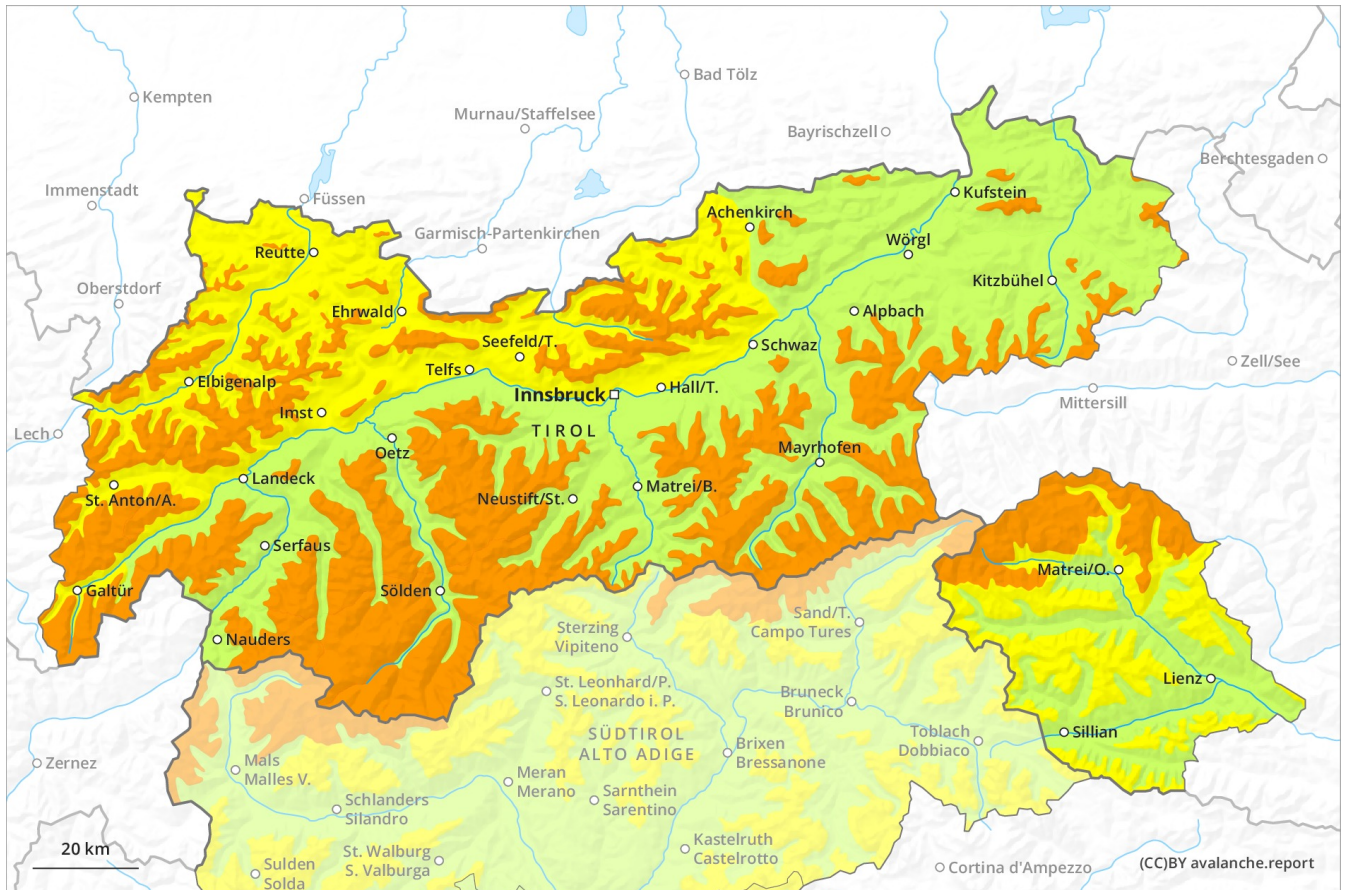 Bad Tölz
Kempten
Murnau/Staffelsee
Bayrischzell
Berchtesgaden
Immenstadt
Füssen
Kufstein
Achenkirch
Garmisch-Partenkirchen
Wörgl
Reutte
Oberstdorf
Kitzbühel
Ehrwald
Alpbach
Seefeld/T.
Schwaz
Zell/See
Telfs
Elbigenalp
Hall/T.
Innsbruck
Mittersill
Imst
TIROL
Lech
Oetz
Mayrhofen
Landeck
Matrei/B.
St. Anton/A.
Neustift/St.
Serfaus
Matrei/O.
Galtür
Sölden
Sand/T.
Campo Tures
Sterzing
Vipiteno
Nauders
Lienz
St. Leonhard/P.
S. Leonardo i. P.
Bruneck
Brunico
Sillian
SÜDTIROL
ALTO ADIGE
Toblach
Dobbiaco
Brixen
Bressanone
Zernez
Mals
Malles V.
Meran
Merano
Sarnthein
Sarentino
Schlanders
Silandro
Kastelruth
Castelrotto
20 km
St. Walburg
S. Valburga
Sulden
Solda
Cortina d'Ampezzo
(CC)BY avalanche.report